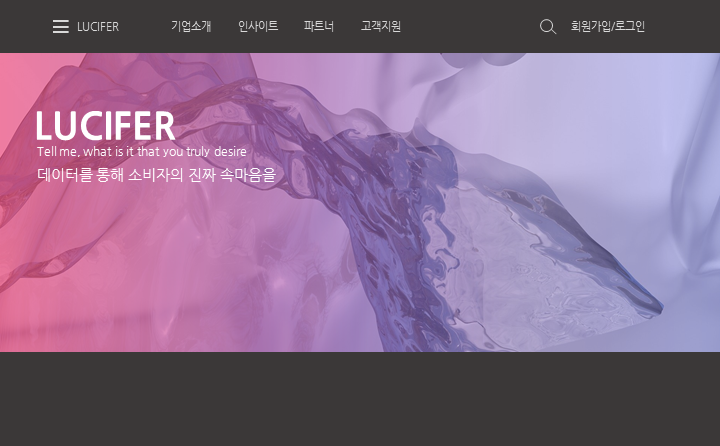 LUCIFER 기업소개 인사이트 파트너 고객지원 회원가입/로그인
LUCIFER
Tell me, what is it that you truly desire
데이터를 통해 소비자의 진짜 속마음을